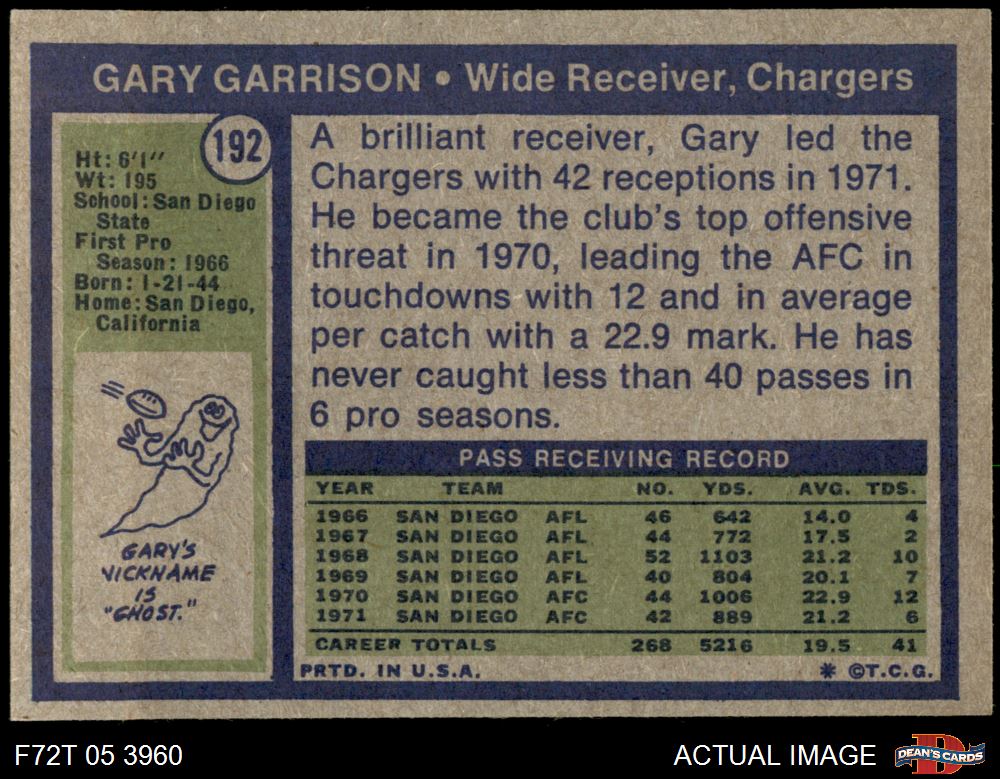 GARY GARRISON • Wide Receiver, Chargers
192
Ht: 6'1"
Wt: 195
School: San Diego
State
First Pro
Season: 1966
Born: 1-21-44
Home: San Diego,
California
GARY'S
NICKNAME
IS
"GHOST."
A brilliant receiver, Gary led the
Chargers with 42 receptions in 1971.
He became the club's top offensive
threat in 1970, leading the AFC in
touchdowns with 12 and in average
per catch with a 22.9 mark. He has
never caught less than 40 passes in
6 pro seasons.
PASS RECEIVING RECORD
YEAR TEAM NO. YDS. AVG. TDS.
1966 SAN DIEGO AFL 46 642 14.0 4
1967 SAN DIEGO AFL 44 772 17.5 2
1968 SAN DIEGO AFL 52 1103 21.2 10
1969 SAN DIEGO AFL 40 804 20.1 7
1970 SAN DIEGO AFC 44 1006 22.9 12
1971 SAN DIEGO AFC 42 889 21.2 6
CAREER TOTALS 268 5216 19.5 41
PRTD. IN U.S.A. * ©T.C.G.
F72T 05 3960 ACTUAL IMAGE
D
DEAN'S CARDS